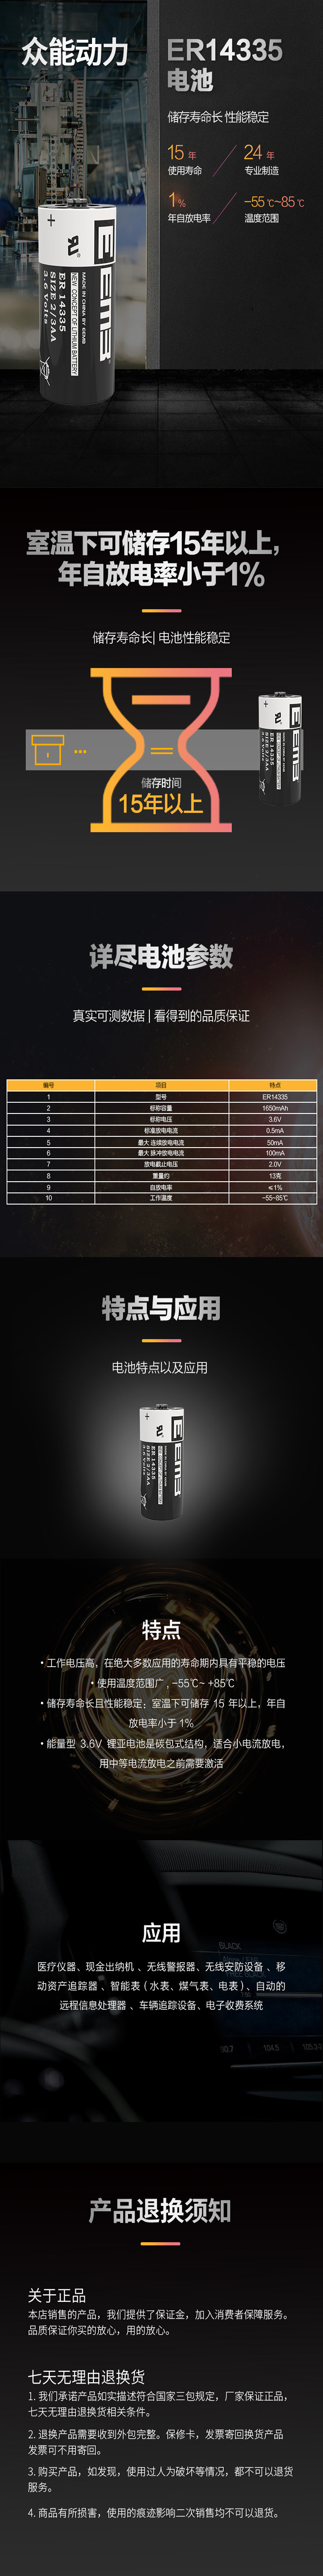 众能动力
ER14335
电池
储存寿命长 性能稳定
15 年
使用寿命
24 年
专业制造
1%
年自放电率
-55℃~85℃
温度范围
EEMB
MADE IN CHINA BY EEMB
NEW CONCEPT OF LITHIUM BATTERY
ER 14335
SIZE 2/3AA
3.6 Volts
室温下可储存15年以上，
年自放电率小于1%
储存寿命长| 电池性能稳定
储存时间
15年以上
EEMB
ER 14335
SIZE 2/3AA
3.6 Volts
详尽电池参数
真实可测数据 | 看得到的品质保证
编号 项目 特点
1 型号 ER14335
2 标称容量 1650mAh
3 标称电压 3.6V
4 标准放电电流 0.5mA
5 最大 连续放电电流 50mA
6 最大 脉冲放电电流 100mA
7 放电截止电压 2.0V
8 重量约 13克
9 自放电率 ≤1%
10 工作温度 -55~85℃
特点与应用
电池特点以及应用
EEMB
ER 14335
SIZE 2/3AA
3.6 Volts
特点
• 工作电压高，在绝大多数应用的寿命期内具有平稳的电压
• 使用温度范围广 , -55℃~ +85℃
• 储存寿命长且性能稳定；室温下可储存 15 年以上，年自
放电率小于 1%
• 能量型 3.6V 锂亚电池是碳包式结构，适合小电流放电，
用中等电流放电之前需要激活
应用
医疗仪器、现金出纳机 、无线警报器、无线安防设备 、移
动资产追踪器 、智能表 ( 水表、煤气表、电表 ) 、自动的
远程信息处理器 、车辆追踪设备、电子收费系统
BLACK
104.5
产品退换须知
关于正品
本店销售的产品，我们提供了保证金，加入消费者保障服务。
品质保证你买的放心，用的放心。
七天无理由退换货
1. 我们承诺产品如实描述符合国家三包规定，厂家保证正品，
七天无理由退换货相关条件。
2. 退换产品需要收到外包完整。保修卡，发票寄回换货产品
发票可不用寄回。
3. 购买产品，如发现，使用过人为破坏等情况，都不可以退货
服务。
4. 商品有所损害，使用的痕迹影响二次销售均不可以退货。